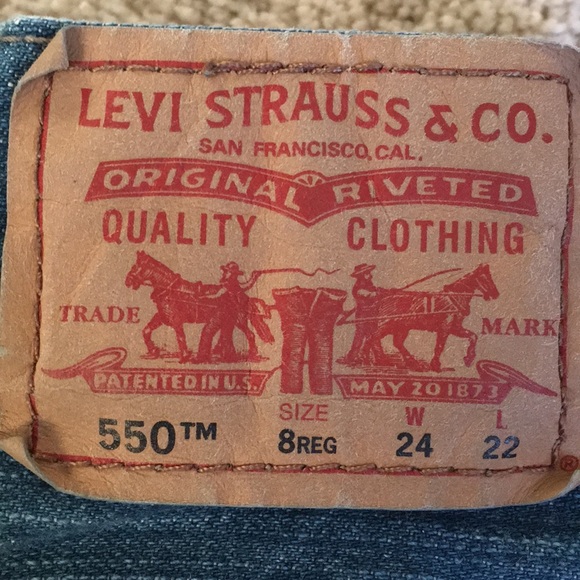 LEVI STRAUSS & CO.
SAN FRANCISCO, CAL.
ORIGINAL RIVETED
QUALITY CLOTHING
TRADE MARK
PATENTED IN U.S. MAY 20 1873
SIZE W L
550™ 8REG 24 22
®